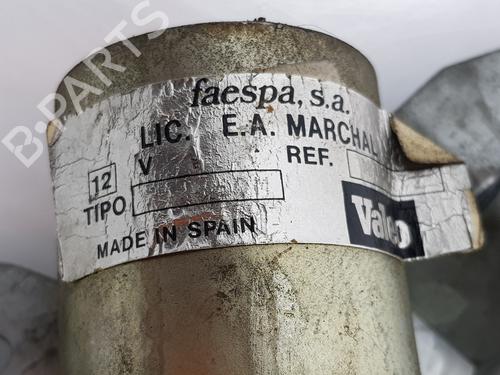 B-PARTS
faespa, s.a.
LIC. E.A. MARCHAL
12 V REF.
TIPO
MADE IN SPAIN
Valeo